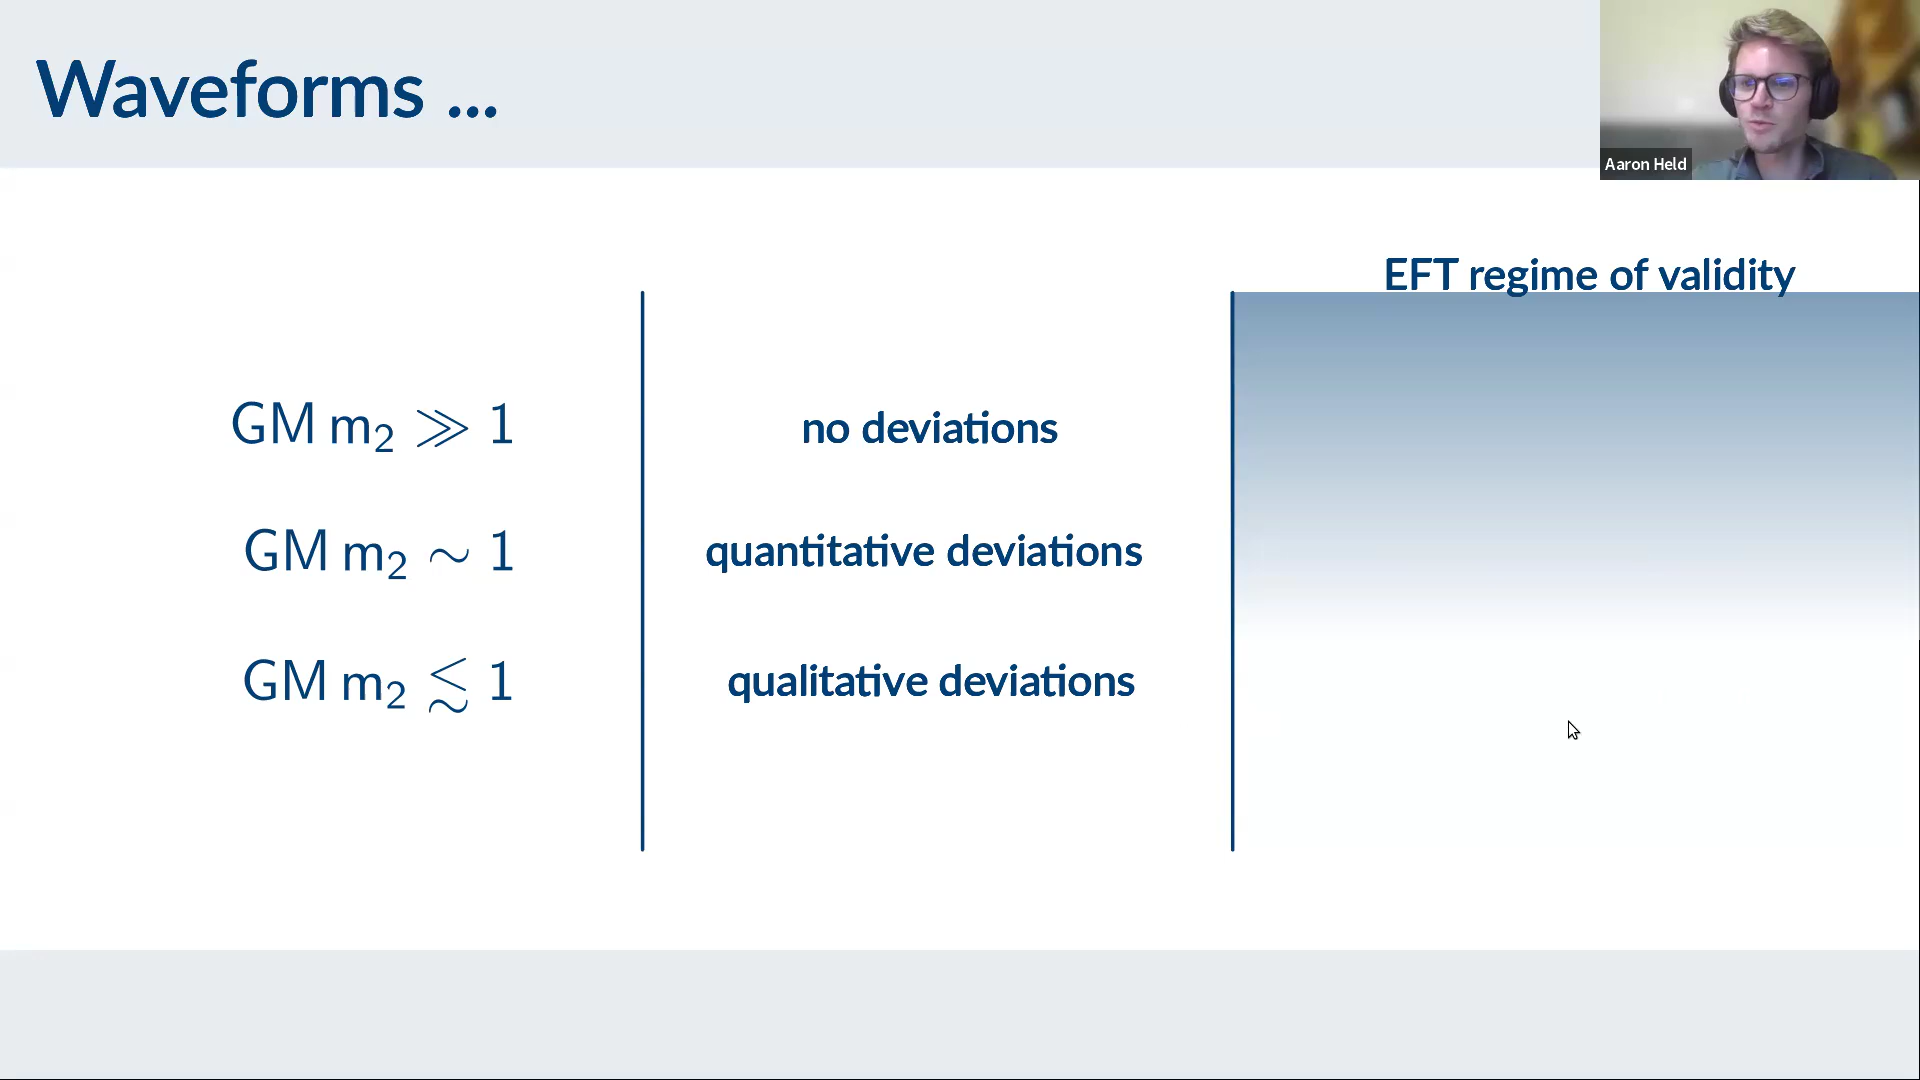 Waveforms ...
Aaron Held
EFT regime of validity
GM m₂ ≫ 1
no deviations
GM m₂ ∼ 1
quantitative deviations
GM m₂ ≲ 1
qualitative deviations